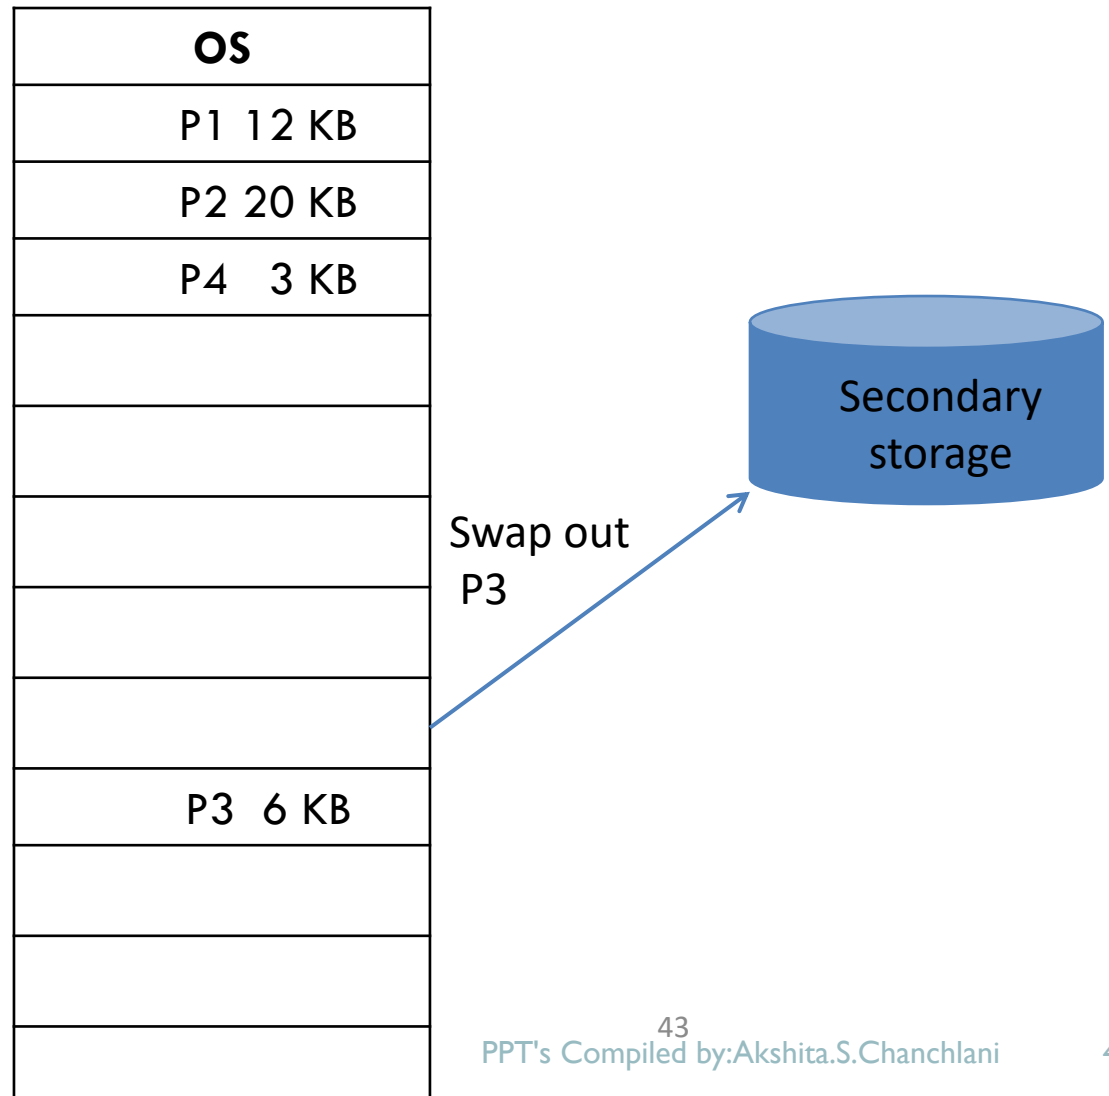 OS
P1 12 KB
P2 20 KB
P4 3 KB
Secondary
storage
Swap out
P3
P3 6 KB
43
PPT's Compiled by:Akshita.S.Chanchlani